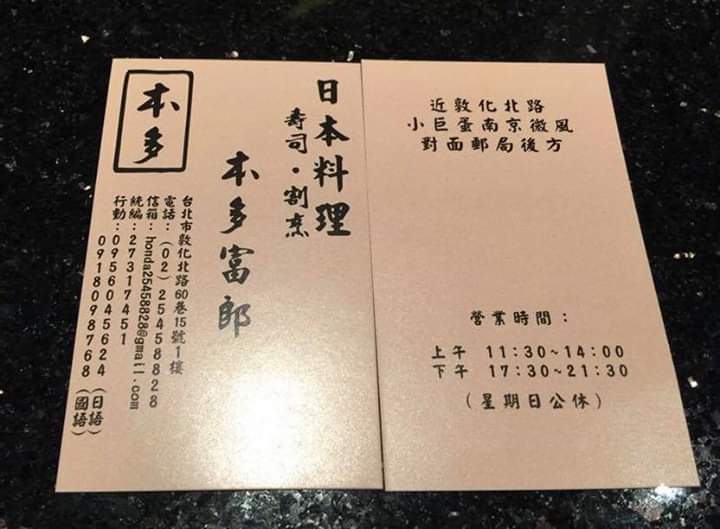 日本料理
壽司・割烹
本多富郎
本多
台北市敦化北路60巷15號1樓
電話：(02)25458828
信箱：honda25458828@gmail.com
統編：27317451
行動：0956045624(日語)
0918098768(國語)
近敦化北路
小巨蛋南京微風
對面郵局後方
營業時間：
上午 11:30~14:00
下午 17:30~21:30
(星期日公休)